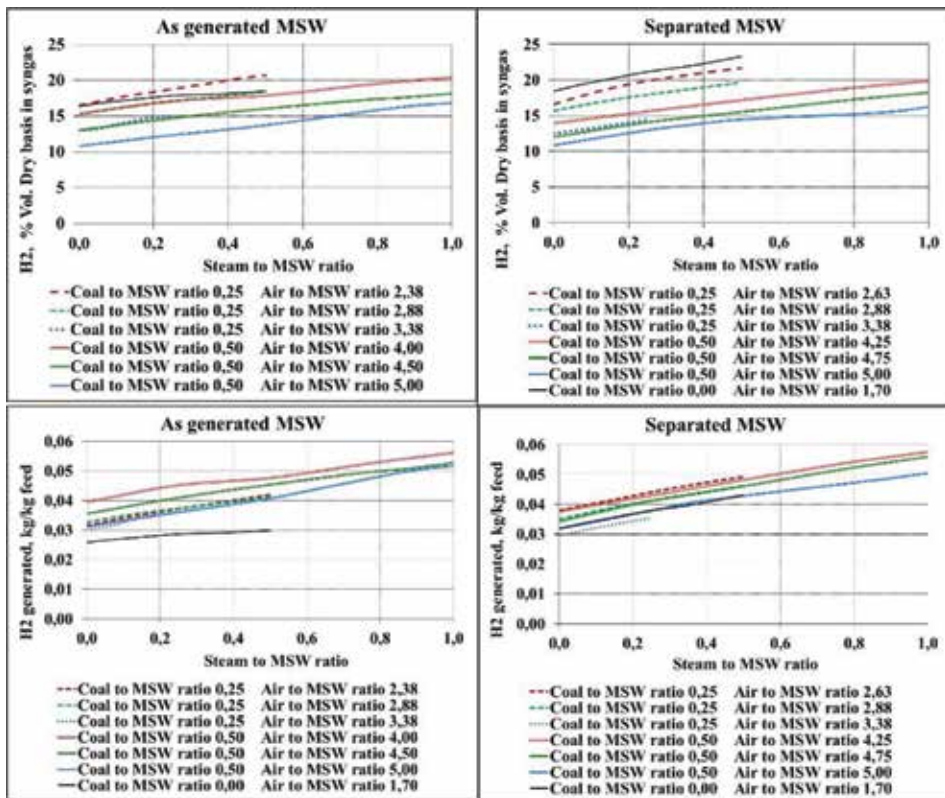 As generated MSW
H2, % Vol. Dry basis in syngas
25
20
15
10
5
0
0,0 0,2 0,4 0,6 0,8 1,0
Steam to MSW ratio
Coal to MSW ratio 0,25 Air to MSW ratio 2,38
Coal to MSW ratio 0,25 Air to MSW ratio 2,88
Coal to MSW ratio 0,25 Air to MSW ratio 3,38
Coal to MSW ratio 0,50 Air to MSW ratio 4,00
Coal to MSW ratio 0,50 Air to MSW ratio 4,50
Coal to MSW ratio 0,50 Air to MSW ratio 5,00
Separated MSW
H2, % Vol. Dry basis in syngas
25
20
15
10
5
0
0,0 0,2 0,4 0,6 0,8 1,0
Steam to MSW ratio
Coal to MSW ratio 0,25 Air to MSW ratio 2,63
Coal to MSW ratio 0,25 Air to MSW ratio 2,88
Coal to MSW ratio 0,25 Air to MSW ratio 3,38
Coal to MSW ratio 0,50 Air to MSW ratio 4,25
Coal to MSW ratio 0,50 Air to MSW ratio 4,75
Coal to MSW ratio 0,50 Air to MSW ratio 5,00
Coal to MSW ratio 0,00 Air to MSW ratio 1,70
As generated MSW
H2 generated, kg/kg feed
0,06
0,05
0,04
0,03
0,02
0,01
0,00
0,0 0,2 0,4 0,6 0,8 1,0
Steam to MSW ratio
Coal to MSW ratio 0,25 Air to MSW ratio 2,38
Coal to MSW ratio 0,25 Air to MSW ratio 2,88
Coal to MSW ratio 0,25 Air to MSW ratio 3,38
Coal to MSW ratio 0,50 Air to MSW ratio 4,00
Coal to MSW ratio 0,50 Air to MSW ratio 4,50
Coal to MSW ratio 0,50 Air to MSW ratio 5,00
Coal to MSW ratio 0,00 Air to MSW ratio 1,70
Separated MSW
H2 generated, kg/kg feed
0,06
0,05
0,04
0,03
0,02
0,01
0,00
0,0 0,2 0,4 0,6 0,8 1,0
Steam to MSW ratio
Coal to MSW ratio 0,25 Air to MSW ratio 2,63
Coal to MSW ratio 0,25 Air to MSW ratio 2,88
Coal to MSW ratio 0,25 Air to MSW ratio 3,38
Coal to MSW ratio 0,50 Air to MSW ratio 4,25
Coal to MSW ratio 0,50 Air to MSW ratio 4,75
Coal to MSW ratio 0,50 Air to MSW ratio 5,00
Coal to MSW ratio 0,00 Air to MSW ratio 1,70